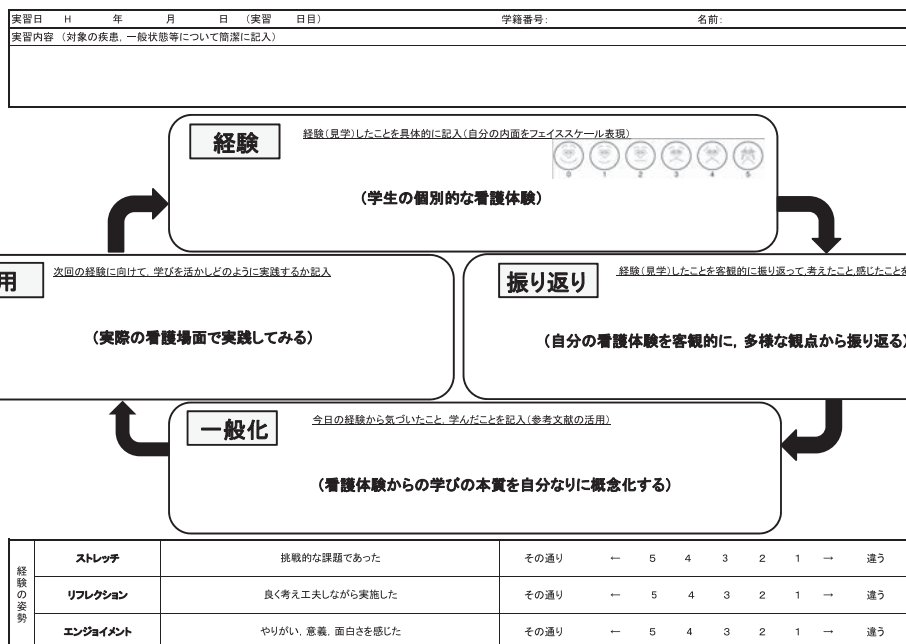 実習日 H 年 月 日 (実習 日目) 学籍番号: 名前:
実習内容 (対象の疾患, 一般状態等について簡潔に記入)
経験
経験(見学)したことを具体的に記入(自分の内面をフェイススケール表現)
0 1 2 3 4 5
(学生の個別的な看護体験)
用
次回の経験に向けて, 学びを活かしどのように実践するか記入
(実際の看護場面で実践してみる)
振り返り
経験(見学)したことを客観的に振り返って,考えたこと,感じたことを
(自分の看護体験を客観的に, 多様な観点から振り返る)
一般化
今日の経験から気づいたこと, 学んだことを記入(参考文献の活用)
(看護体験からの学びの本質を自分なりに概念化する)
経験の姿勢
ストレッチ 挑戦的な課題であった その通り ← 5 4 3 2 1 → 違う
リフレクション 良く考え工夫しながら実施した その通り ← 5 4 3 2 1 → 違う
エンジョイメント やりがい, 意義, 面白さを感じた その通り ← 5 4 3 2 1 → 違う